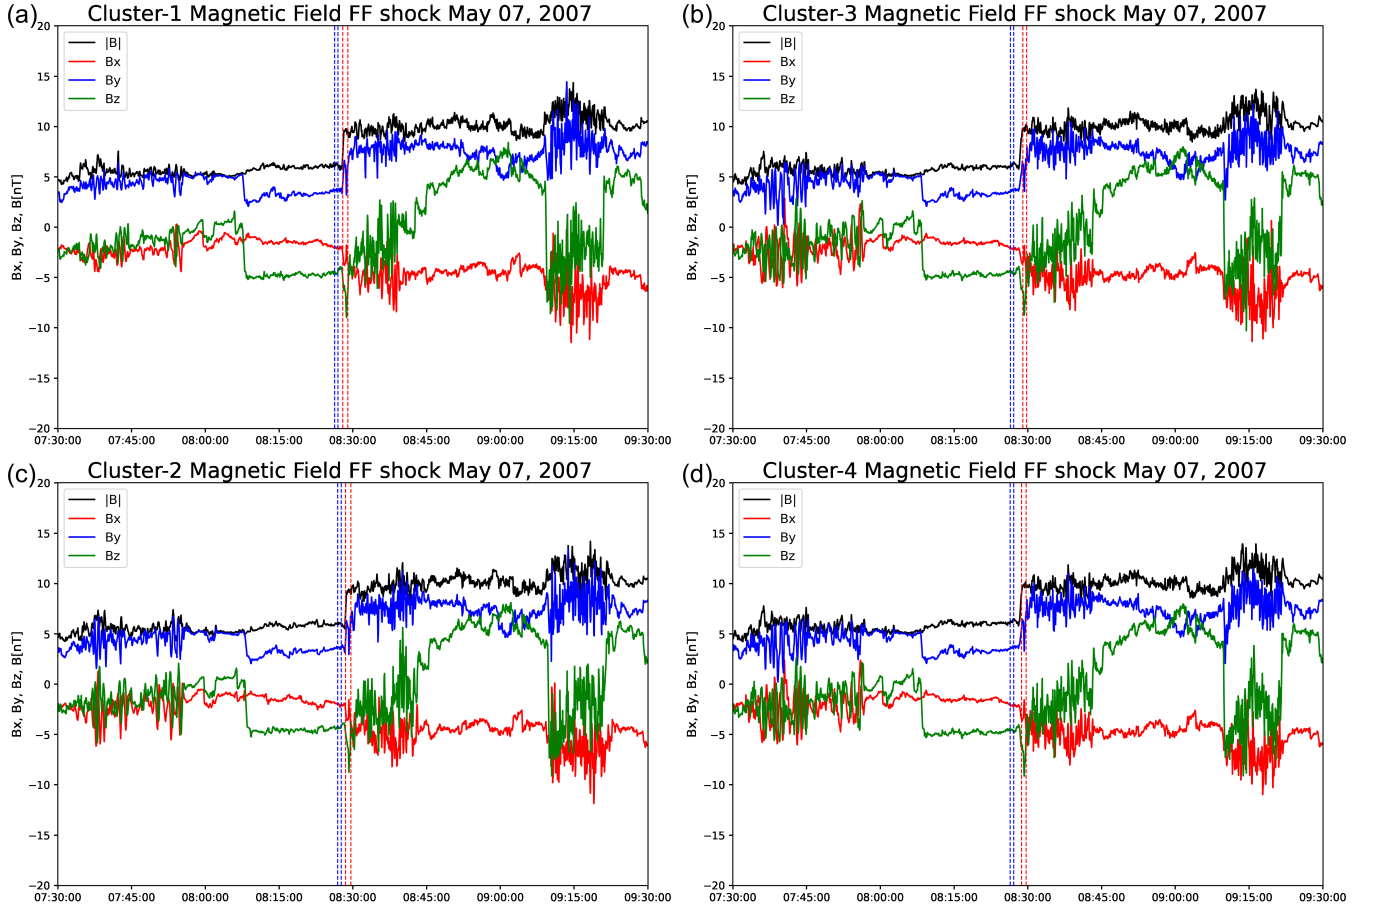 (a) Cluster-1 Magnetic Field FF shock May 07, 2007
20
15
10
5
0
−5
−10
−15
−20
Bx, By, Bz, B[nT]
|B|
Bx
By
Bz
07:30:00 07:45:00 08:00:00 08:15:00 08:30:00 08:45:00 09:00:00 09:15:00 09:30:00
(b) Cluster-3 Magnetic Field FF shock May 07, 2007
20
15
10
5
0
−5
−10
−15
−20
Bx, By, Bz, B[nT]
|B|
Bx
By
Bz
07:30:00 07:45:00 08:00:00 08:15:00 08:30:00 08:45:00 09:00:00 09:15:00 09:30:00
(c) Cluster-2 Magnetic Field FF shock May 07, 2007
20
15
10
5
0
−5
−10
−15
−20
Bx, By, Bz, B[nT]
|B|
Bx
By
Bz
07:30:00 07:45:00 08:00:00 08:15:00 08:30:00 08:45:00 09:00:00 09:15:00 09:30:00
(d) Cluster-4 Magnetic Field FF shock May 07, 2007
20
15
10
5
0
−5
−10
−15
−20
Bx, By, Bz, B[nT]
|B|
Bx
By
Bz
07:30:00 07:45:00 08:00:00 08:15:00 08:30:00 08:45:00 09:00:00 09:15:00 09:30:00